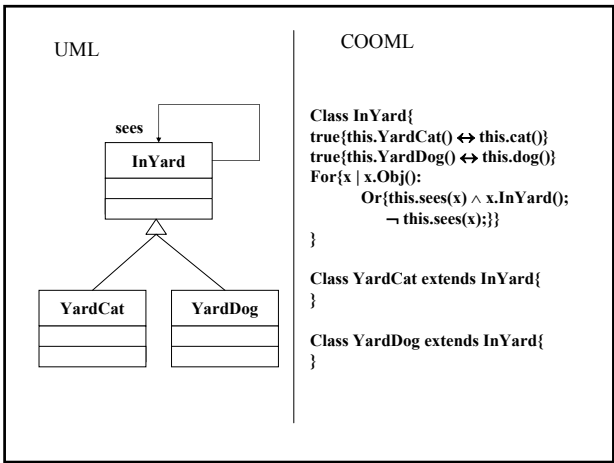 UML
sees
InYard
YardCat
YardDog
COOML
Class InYard{
true{this.YardCat() ↔ this.cat()}
true{this.YardDog() ↔ this.dog()}
For{x | x.Obj():
Or{this.sees(x) ∧ x.InYard();
¬ this.sees(x);}}
}
Class YardCat extends InYard{
}
Class YardDog extends InYard{
}